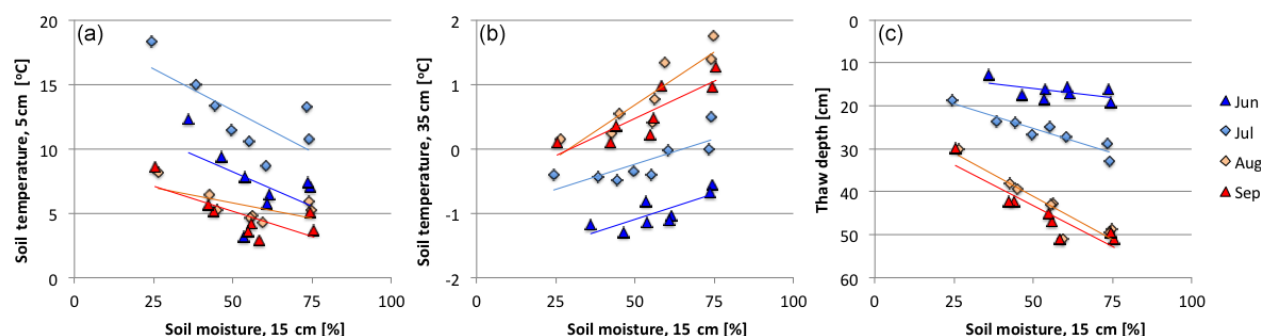 (a)
Soil temperature, 5cm [°C]
20
15
10
5
0
0
25
50
75
100
Soil moisture, 15 cm [%]
(b)
Soil temperature, 35 cm [°C]
2
1
0
-1
-2
0
25
50
75
100
Soil moisture, 15 cm [%]
(c)
Thaw depth [cm]
0
10
20
30
40
50
60
0
25
50
75
100
Soil moisture, 15 cm [%]
Jun
Jul
Aug
Sep